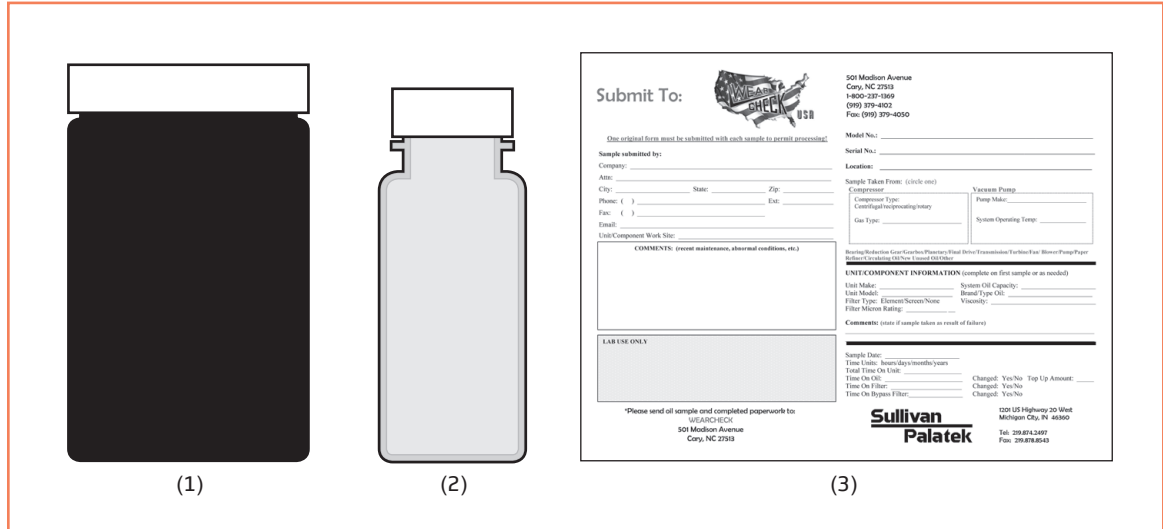 Submit To:
WEAR
CHECK
USA
One original form must be submitted with each sample to permit processing!
Sample submitted by:
Company:
Attn:
City: State: Zip:
Phone: ( ) Ext:
Fax: ( )
Email:
Unit/Component Work Site:
COMMENTS: (recent maintenance, abnormal conditions, etc.)
LAB USE ONLY
*Please send oil sample and completed paperwork to:
WEARCHECK
501 Madison Avenue
Cary, NC 27513
501 Madison Avenue
Cary, NC 27513
1-800-237-1369
(919) 379-4102
Fax: (919) 379-4050
Model No.:
Serial No.:
Location:
Sample Taken From: (circle one)
Compressor Vacuum Pump
Compressor Type: Pump Make:
Centrifugal/reciprocating/rotary
Gas Type: System Operating Temp:
Bearing/Reduction Gear/Gearbox/Planetary/Final Drive/Transmission/Turbine/Fan/ Blower/Pump/Paper
Refiner/Circulating Oil/New Unused Oil/Other
UNIT/COMPONENT INFORMATION (complete on first sample or as needed)
Unit Make: System Oil Capacity:
Unit Model: Brand/Type Oil:
Filter Type: Element/Screen/None Viscosity:
Filter Micron Rating:
Comments: (state if sample taken as result of failure)
Sample Date:
Time Units: hours/days/months/years
Total Time On Unit:
Time On Oil: Changed: Yes/No Top Up Amount:
Time On Filter: Changed: Yes/No
Time On Bypass Filter: Changed: Yes/No
Sullivan
Palatek
1201 US Highway 20 West
Michigan City, IN 46360
Tel: 219.874.2497
Fax: 219.878.8543
(1) (2) (3)